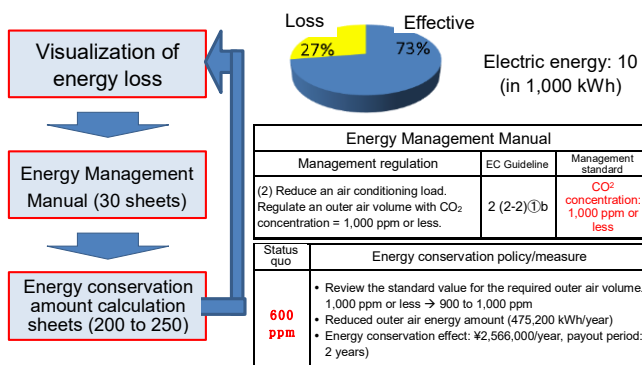 Visualization of
energy loss
Energy Management
Manual (30 sheets)
Energy conservation
amount calculation
sheets (200 to 250)
Loss
Effective
27%
73%
Electric energy: 10
(in 1,000 kWh)
Energy Management Manual
Management regulation
EC Guideline
Management
standard
(2) Reduce an air conditioning load.
Regulate an outer air volume with CO₂
concentration = 1,000 ppm or less.
2 (2-2)①b
CO²
concentration:
1,000 ppm or
less
Status
quo
Energy conservation policy/measure
600
ppm
• Review the standard value for the required outer air volume.
1,000 ppm or less → 900 to 1,000 ppm
• Reduced outer air energy amount (475,200 kWh/year)
• Energy conservation effect: ¥2,566,000/year, payout period:
2 years)